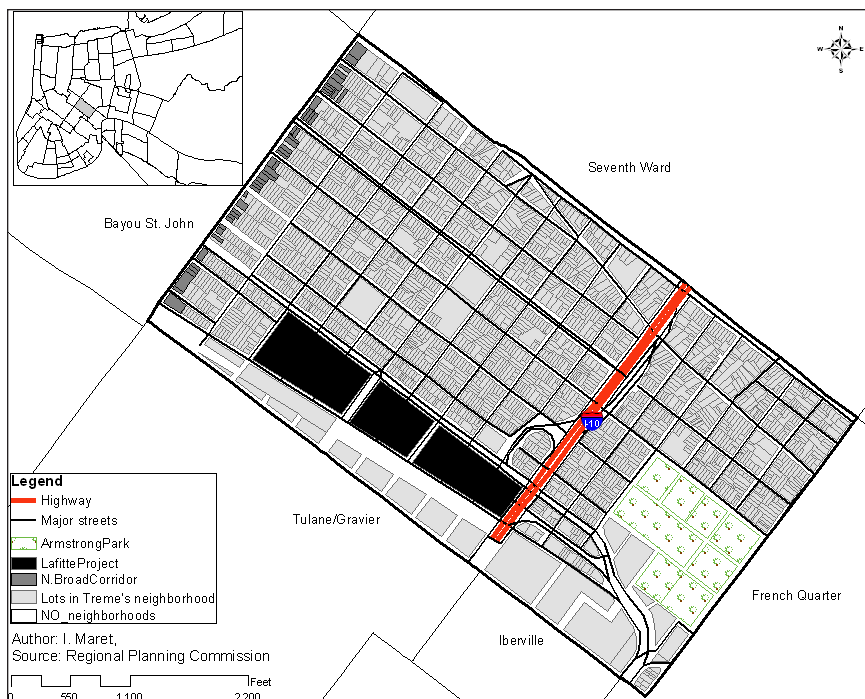 N
W E
S
Seventh Ward
Bayou St. John
I-10
Tulane/Gravier
French Quarter
Iberville
Legend
Highway
Major streets
ArmstrongPark
LafitteProject
N.BroadCorridor
Lots in Treme's neighborhood
NO_neighborhoods
Author: I. Maret,
Source: Regional Planning Commission
Feet
0 550 1,100 2,200